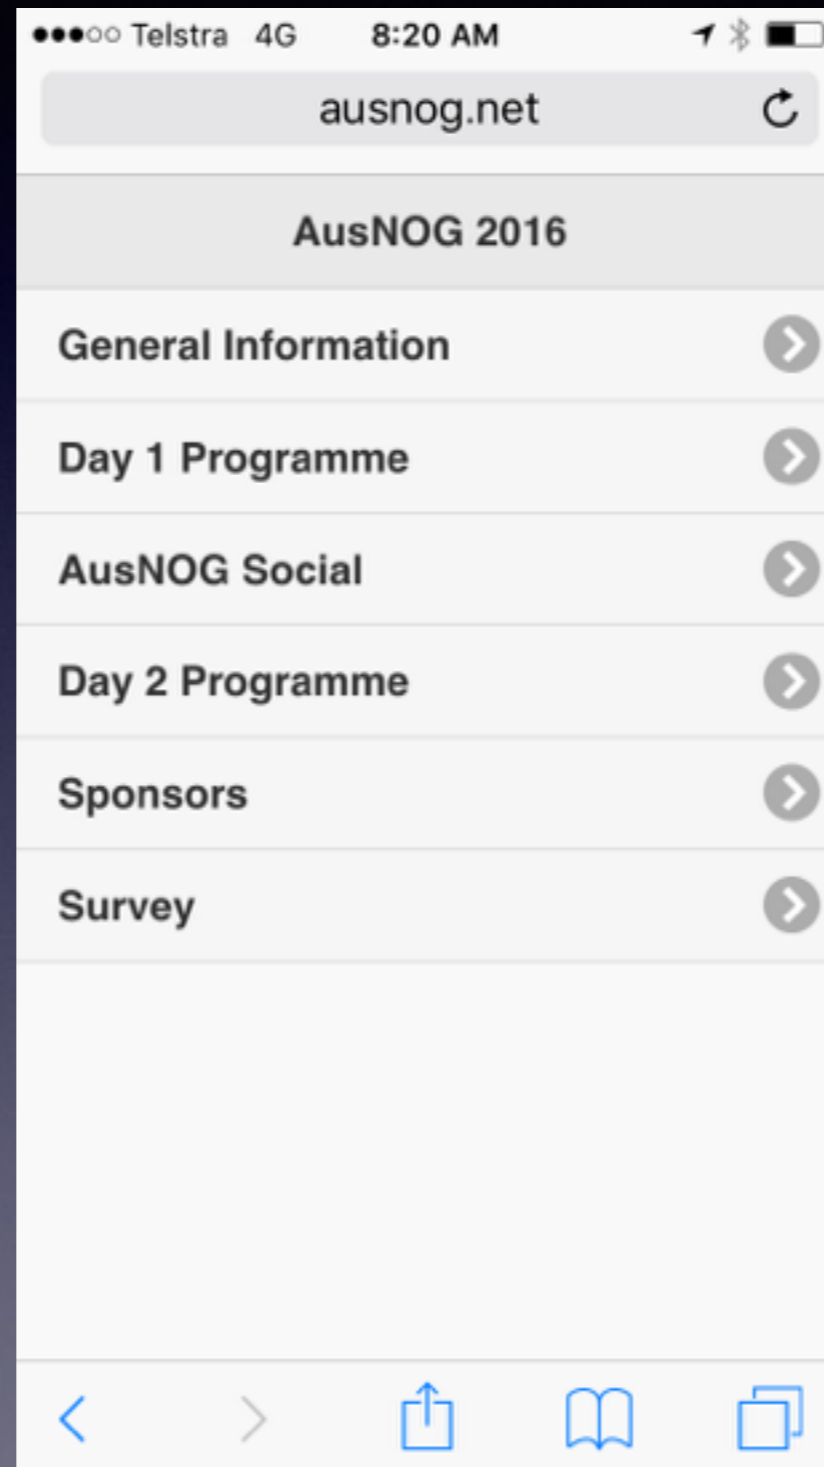 Telstra 4G 8:20 AM
ausnog.net
AusNOG 2016
General Information
Day 1 Programme
AusNOG Social
Day 2 Programme
Sponsors
Survey